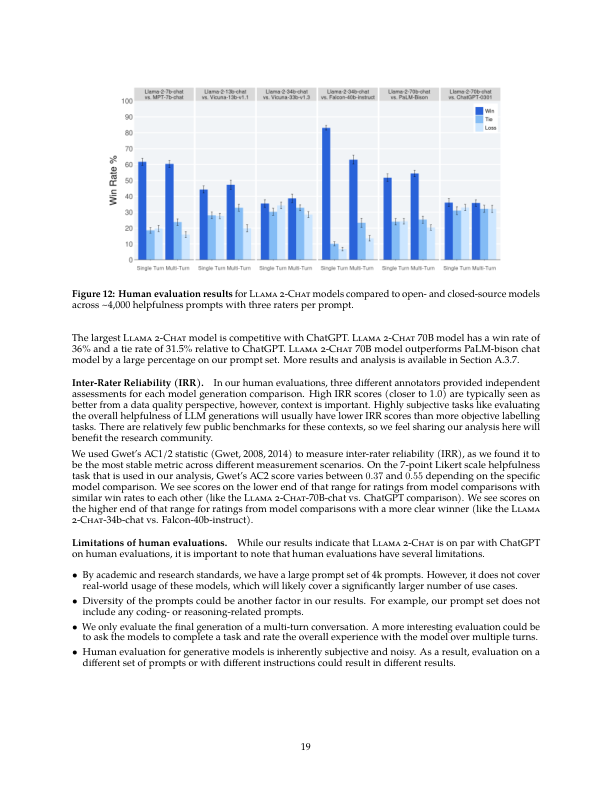 Llama-2-7b-chat vs. MPT-7b-chat
Llama-2-13b-chat vs. Vicuna-13b-v1.1
Llama-2-34b-chat vs. Vicuna-33b-v1.3
Llama-2-34b-chat vs. Falcon-40b-instruct
Llama-2-70b-chat vs. PaLM-Bison
Llama-2-70b-chat vs. ChatGPT-0301
100
90
80
70
60
50
40
30
20
10
0
Win Rate %
Win
Tie
Loss
Single Turn Multi-Turn
Single Turn Multi-Turn
Single Turn Multi-Turn
Single Turn Multi-Turn
Single Turn Multi-Turn
Single Turn Multi-Turn
Figure 12: Human evaluation results for Llama 2-Chat models compared to open- and closed-source models
across ~4,000 helpfulness prompts with three raters per prompt.
The largest Llama 2-Chat model is competitive with ChatGPT. Llama 2-Chat 70B model has a win rate of
36% and a tie rate of 31.5% relative to ChatGPT. Llama 2-Chat 70B model outperforms PaLM-bison chat
model by a large percentage on our prompt set. More results and analysis is available in Section A.3.7.
Inter-Rater Reliability (IRR). In our human evaluations, three different annotators provided independent
assessments for each model generation comparison. High IRR scores (closer to 1.0) are typically seen as
better from a data quality perspective, however, context is important. Highly subjective tasks like evaluating
the overall helpfulness of LLM generations will usually have lower IRR scores than more objective labelling
tasks. There are relatively few public benchmarks for these contexts, so we feel sharing our analysis here will
benefit the research community.
We used Gwet's AC1/2 statistic (Gwet, 2008, 2014) to measure inter-rater reliability (IRR), as we found it to
be the most stable metric across different measurement scenarios. On the 7-point Likert scale helpfulness
task that is used in our analysis, Gwet's AC2 score varies between 0.37 and 0.55 depending on the specific
model comparison. We see scores on the lower end of that range for ratings from model comparisons with
similar win rates to each other (like the Llama 2-Chat-70B-chat vs. ChatGPT comparison). We see scores on
the higher end of that range for ratings from model comparisons with a more clear winner (like the Llama
2-Chat-34b-chat vs. Falcon-40b-instruct).
Limitations of human evaluations. While our results indicate that Llama 2-Chat is on par with ChatGPT
on human evaluations, it is important to note that human evaluations have several limitations.
• By academic and research standards, we have a large prompt set of 4k prompts. However, it does not cover
real-world usage of these models, which will likely cover a significantly larger number of use cases.
• Diversity of the prompts could be another factor in our results. For example, our prompt set does not
include any coding- or reasoning-related prompts.
• We only evaluate the final generation of a multi-turn conversation. A more interesting evaluation could be
to ask the models to complete a task and rate the overall experience with the model over multiple turns.
• Human evaluation for generative models is inherently subjective and noisy. As a result, evaluation on a
different set of prompts or with different instructions could result in different results.
19